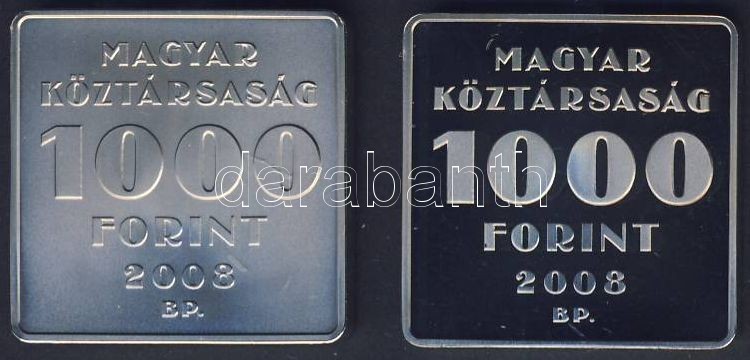 MAGYAR
KÖZTÁRSASÁG
1000
FORINT
2008
BP.
MAGYAR
KÖZTÁRSASÁG
1000
FORINT
2008
BP.
darabanth